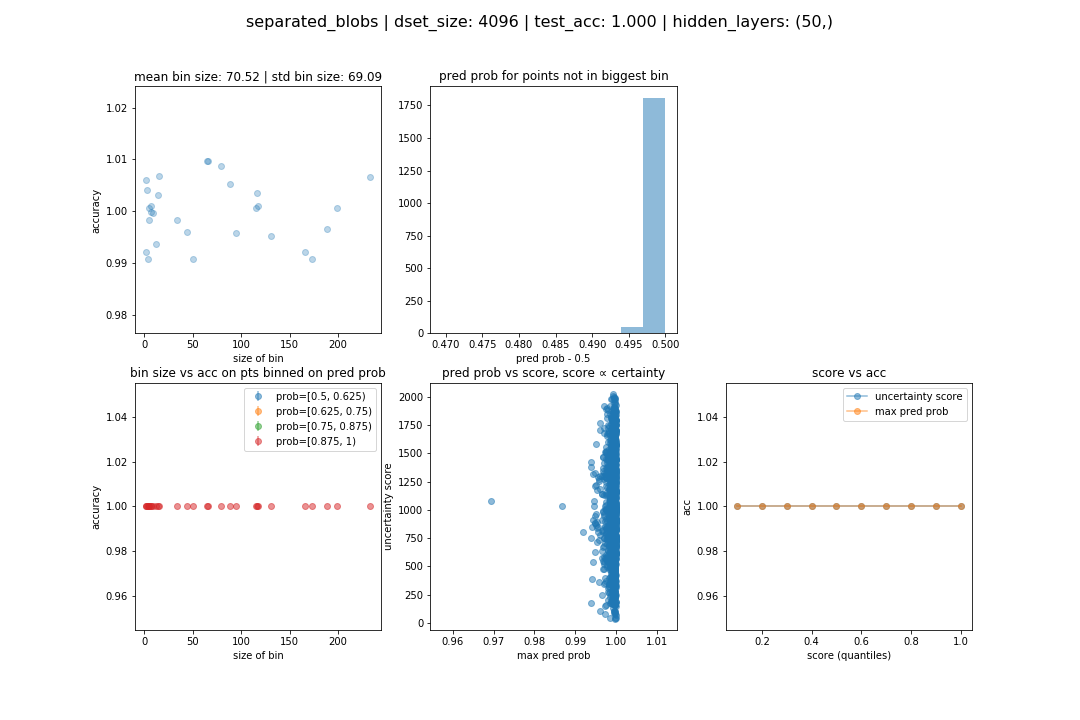 separated_blobs | dset_size: 4096 | test_acc: 1.000 | hidden_layers: (50,)
mean bin size: 70.52 | std bin size: 69.09
1.02
1.01
1.00
0.99
0.98
accuracy
0 50 100 150 200
size of bin
pred prob for points not in biggest bin
1750
1500
1250
1000
750
500
250
0
0.470 0.475 0.480 0.485 0.490 0.495 0.500
pred prob - 0.5
bin size vs acc on pts binned on pred prob
prob=[0.5, 0.625)
prob=[0.625, 0.75)
prob=[0.75, 0.875)
prob=[0.875, 1)
1.04
1.02
1.00
0.98
0.96
accuracy
0 50 100 150 200
size of bin
pred prob vs score, score ∝ certainty
2000
1750
1500
1250
1000
750
500
250
0
uncertainty score
0.96 0.97 0.98 0.99 1.00 1.01
max pred prob
score vs acc
uncertainty score
max pred prob
1.04
1.02
1.00
0.98
0.96
acc
0.2 0.4 0.6 0.8 1.0
score (quantiles)